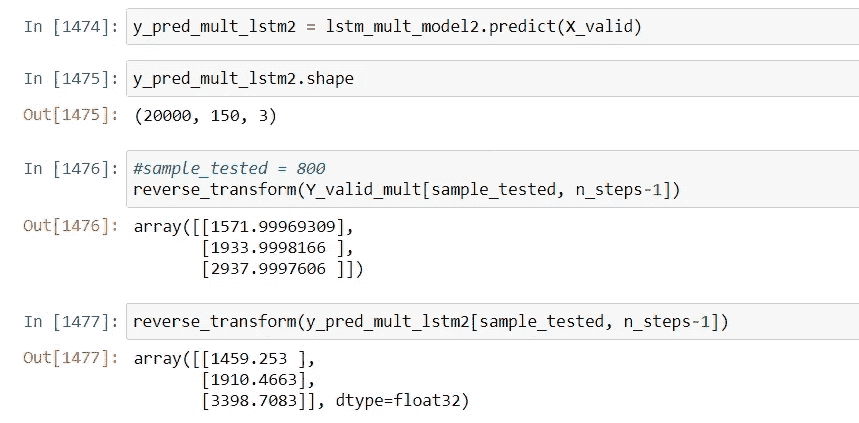 In [1474]: y_pred_mult_lstm2 = lstm_mult_model2.predict(X_valid)
In [1475]: y_pred_mult_lstm2.shape
Out[1475]: (20000, 150, 3)
In [1476]: #sample_tested = 800
reverse_transform(Y_valid_mult[sample_tested, n_steps-1])
Out[1476]: array([[1571.99969309],
[1933.9998166 ],
[2937.9997606 ]])
In [1477]: reverse_transform(y_pred_mult_lstm2[sample_tested, n_steps-1])
Out[1477]: array([[1459.253 ],
[1910.4663],
[3398.7083]], dtype=float32)